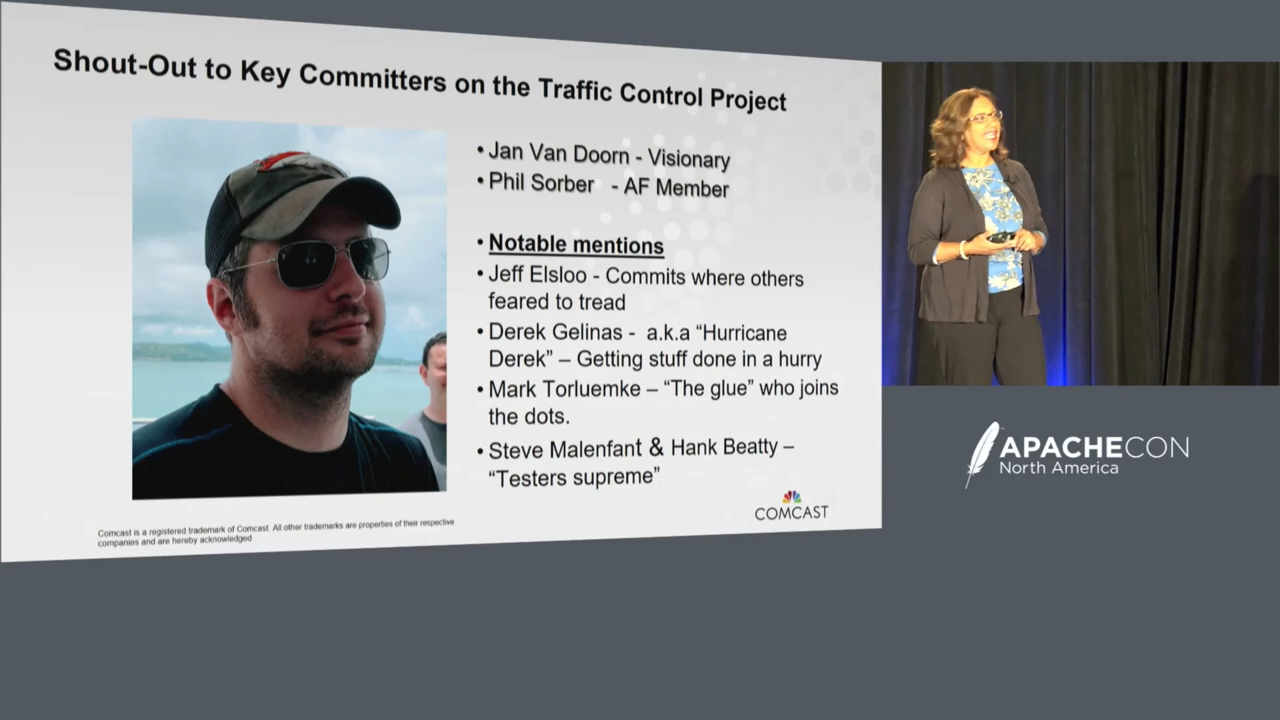 Shout-Out to Key Committers on the Traffic Control Project
• Jan Van Doorn - Visionary
• Phil Sorber - AF Member
• Notable mentions
• Jeff Elsloo - Commits where others
feared to tread
• Derek Gelinas - a.k.a “Hurricane
Derek” – Getting stuff done in a hurry
• Mark Torluemke – “The glue” who joins
the dots.
• Steve Malenfant & Hank Beatty –
“Testers supreme”
COMCAST
Comcast is a registered trademark of Comcast. All other trademarks are properties of their respective
companies and are hereby acknowledged
APACHECON
North America